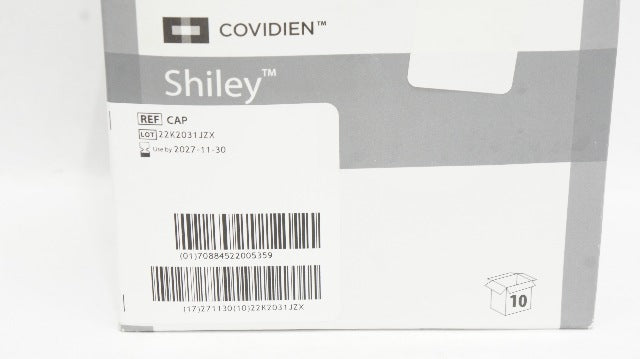 COVIDIEN™
Shiley™
REF CAP
LOT 22K2031JZX
Use by 2027-11-30
(01)70884522005359
(17)271130(10)22K2031JZX
10